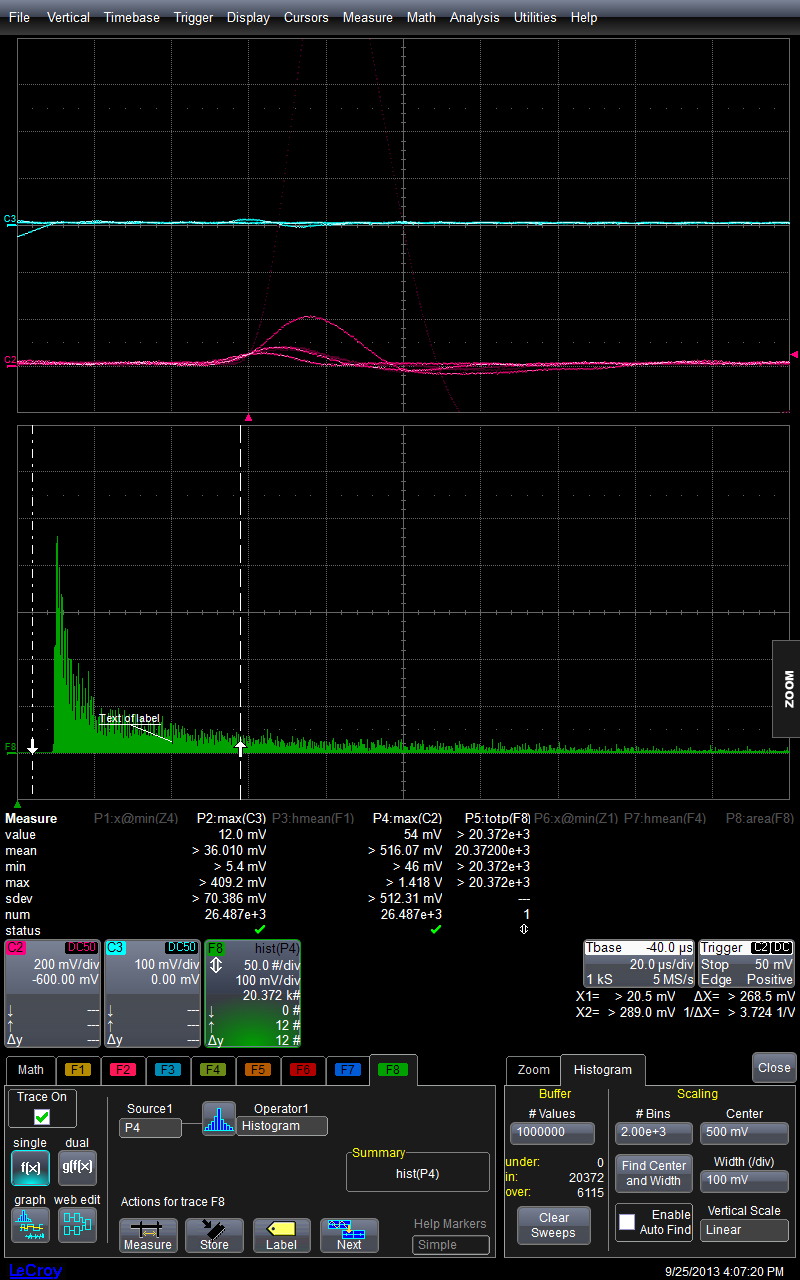 File Vertical Timebase Trigger Display Cursors Measure Math Analysis Utilities Help
C3
C2
ZOOM
Text of label
F8
Measure P1:x@min(Z4) P2:max(C3) P3:hmean(F1) P4:max(C2) P5:totp(F8) P6:x@min(Z1) P7:hmean(F4) P8:area(F8)
value 12.0 mV 54 mV > 20.372e+3
mean > 36.010 mV > 516.07 mV 20.37200e+3
min > 5.4 mV > 46 mV > 20.372e+3
max > 409.2 mV > 1.418 V > 20.372e+3
sdev > 70.386 mV > 512.31 mV ---
num 26.487e+3 26.487e+3 1
status
C2 DC50 C3 DC50 F8 hist(P4) Tbase -40.0 µs Trigger C2 DC
200 mV/div 100 mV/div 50.0 #/div 20.0 µs/div Stop 50 mV
-600.00 mV 0.00 mV 100 mV/div 1 kS 5 MS/s Edge Positive
20.372 k#
X1= > 20.5 mV ΔX= > 268.5 mV
↓ --- ↓ --- ↓ 0 #
X2= > 289.0 mV 1/ΔX= > 3.724 1/V
↑ --- ↑ --- ↑ 12 #
Δy --- Δy --- Δy 12 #
Math F1 F2 F3 F4 F5 F6 F7 F8 Zoom Histogram Close
Trace On
single dual
f(x) g(f(x))
graph web edit
Source1 Operator1
P4 Histogram
Summary
hist(P4)
Actions for trace F8
Measure Store Label Next
Help Markers
Simple
Buffer Scaling
# Values # Bins Center
1000000 2.00e+3 500 mV
under: 0
in: 20372
over: 6115
Find Center and Width
Width (/div)
100 mV
Clear Sweeps
Enable Auto Find
Vertical Scale
Linear
LeCroy 9/25/2013 4:07:20 PM